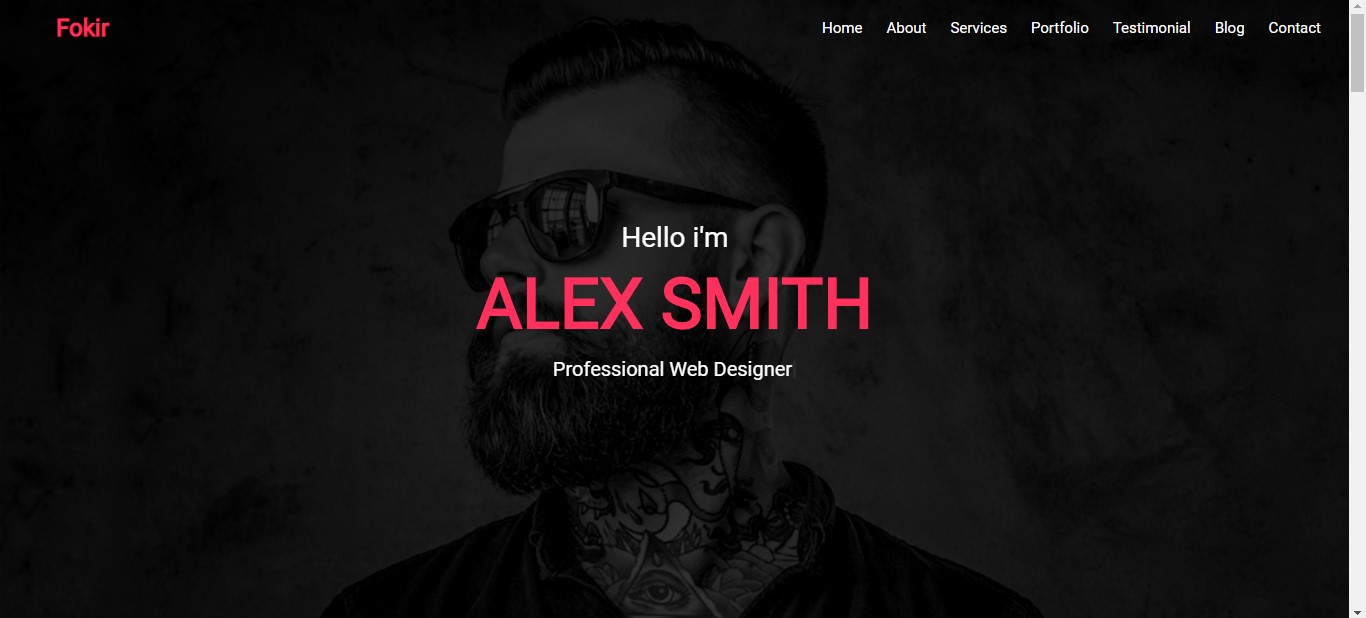 Fokir
Home About Services Portfolio Testimonial Blog Contact
Hello i'm
ALEX SMITH
Professional Web Designer